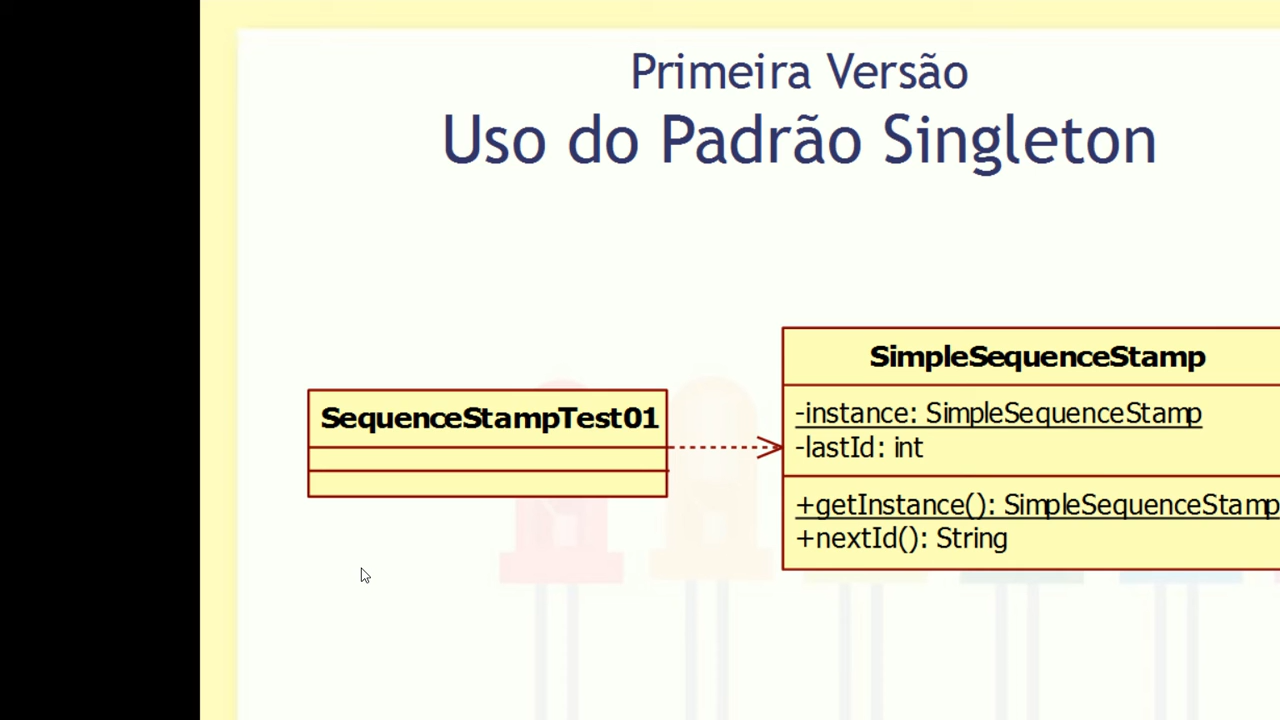 Primeira Versão
Uso do Padrão Singleton
SimpleSequenceStamp
SequenceStampTest01
-instance: SimpleSequenceStamp
-lastId: int
+getInstance(): SimpleSequenceStamp
+nextId(): String